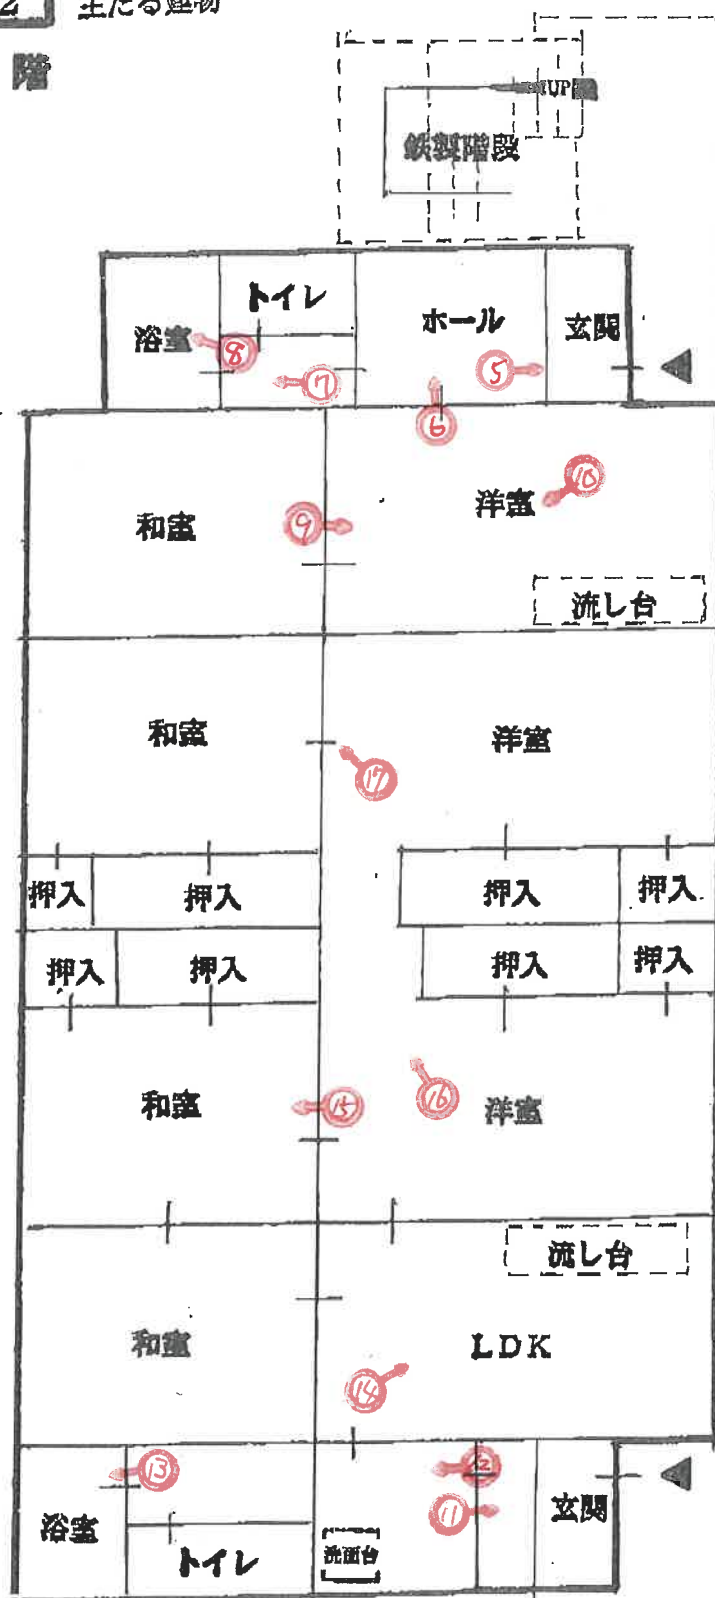 2 主たる建物
階
UP
鉄製階段
トイレ
浴室 ホール 玄関
⑧ ⑦ ⑤
⑥
⑩
和室 ⑨ 洋室
流し台
和室 洋室
⑰
押入 押入 押入 押入
押入 押入 押入 押入
和室 ⑮ ⑯ 洋室
流し台
和室 LDK
⑭
⑬ ⑫
浴室 ⑪ 玄関
トイレ 洗面台